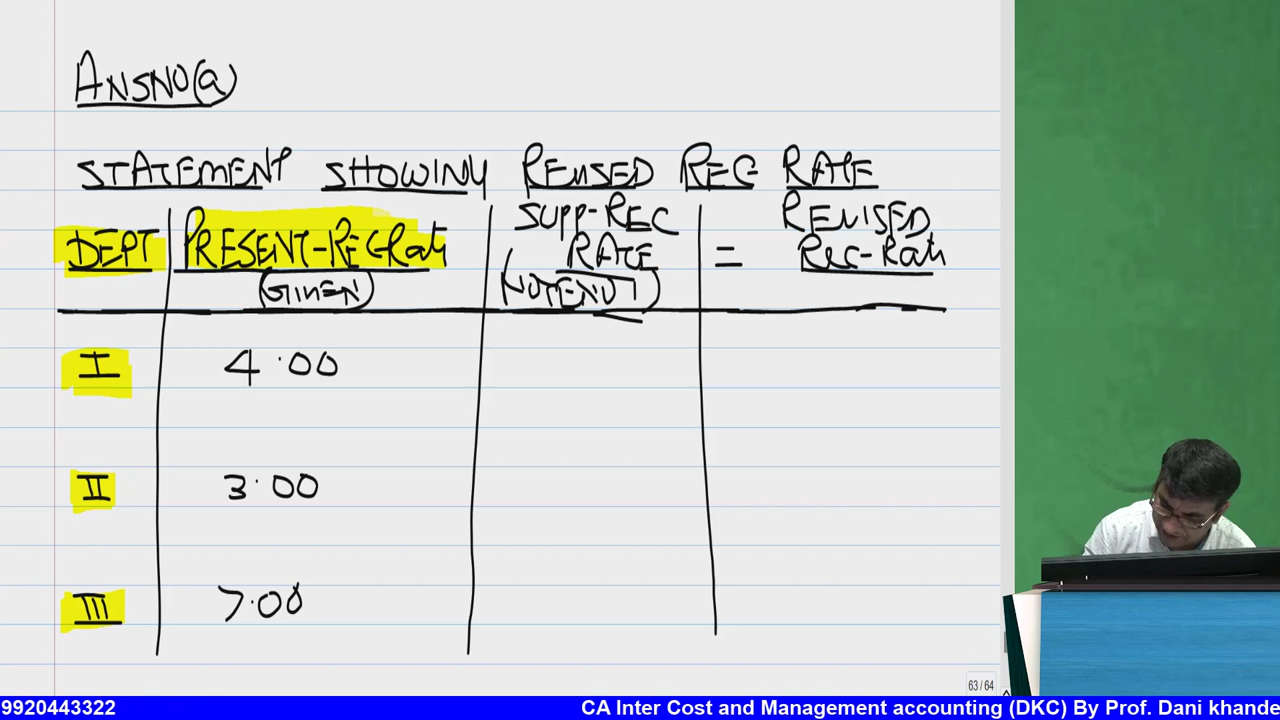 ANSNO(a)
STATEMENT SHOWING REVISED REC RATE
DEPT PRESENT-REC-Rate (GIVEN) SUPP-REC RATE (NOTENO1) = REVISED Rec-Rate
I 4.00
II 3.00
III 7.00
63/64
9920443322 CA Inter Cost and Management accounting (DKC) By Prof. Dani khande